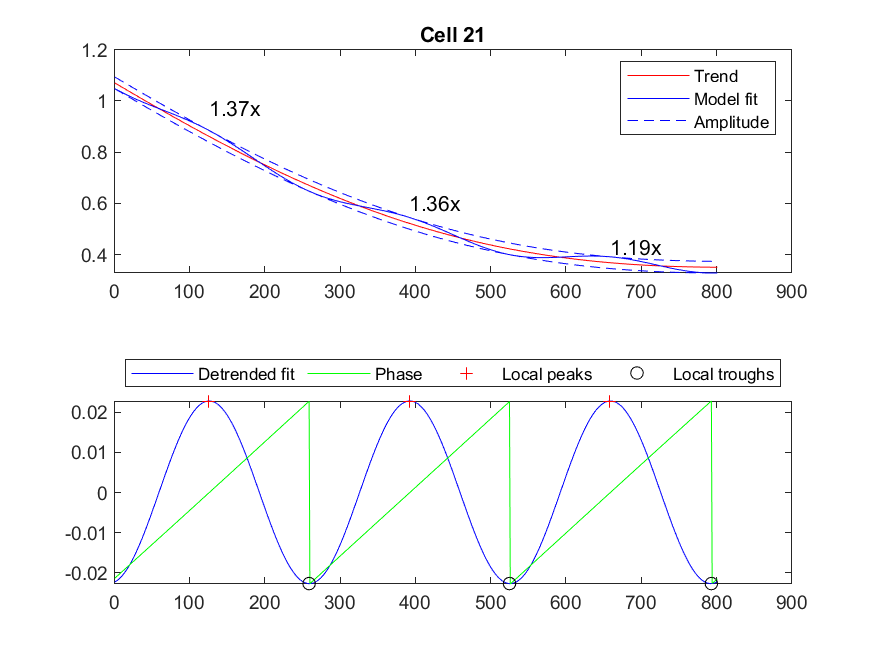 Cell 21
1.2
1
0.8
0.6
0.4
1.37x
1.36x
1.19x
Trend
Model fit
Amplitude
0 100 200 300 400 500 600 700 800 900
Detrended fit Phase Local peaks Local troughs
0.02
0.01
0
-0.01
-0.02
0 100 200 300 400 500 600 700 800 900